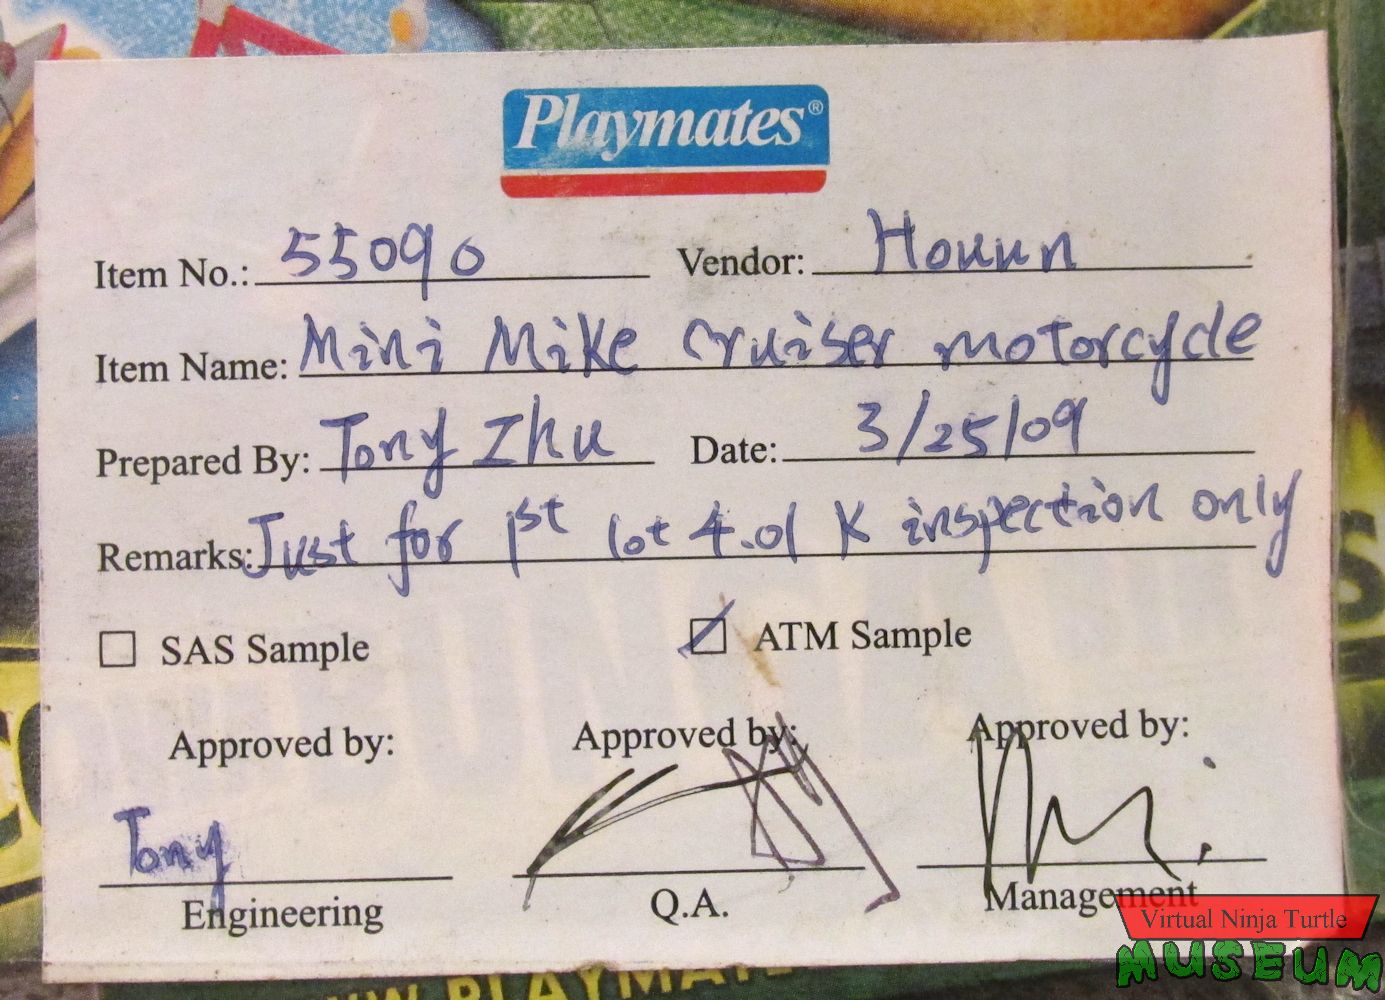 Playmates®
Item No.: 55090 Vendor: Houun
Item Name: Mini Mike Cruiser motorcycle
Prepared By: Tony Zhu Date: 3/25/09
Remarks: Just for 1st lot 4.01 K inspection only
SAS Sample ATM Sample
Approved by: Approved by: Approved by:
Tony
Engineering Q.A. Management
Virtual Ninja Turtle
MUSEUM
WW.PLAYMA